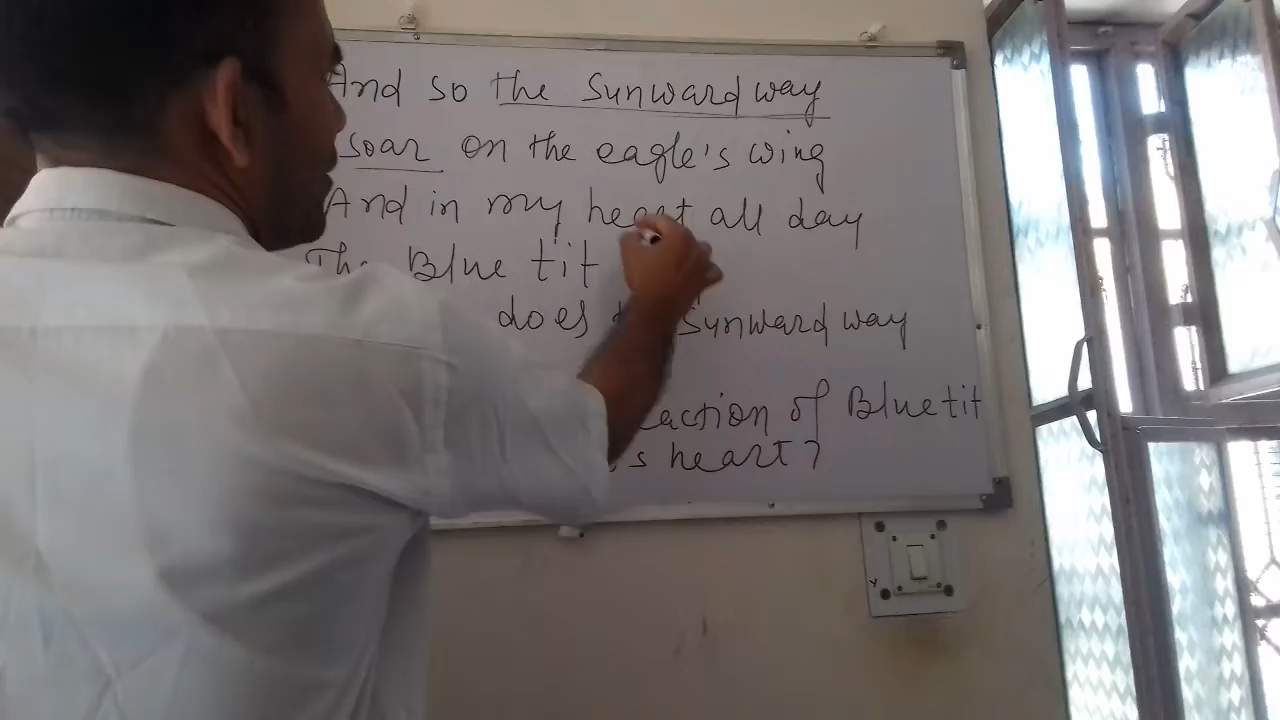 And so the Sunward way
soar on the eagle's wing
And in my heart all day
The Blue tit
does Sunward way
of Bluetit
heart?